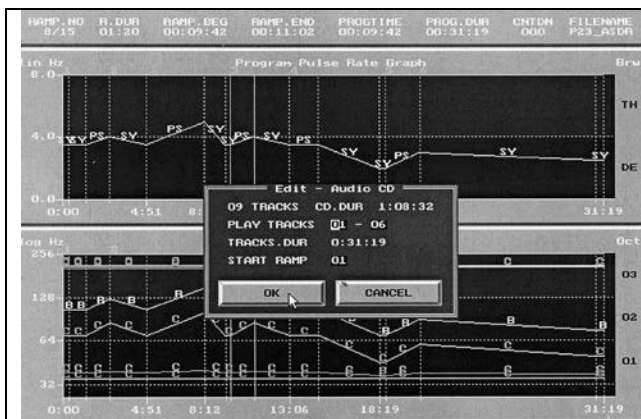 RAMP.NO R.DUR RAMP.BEG RAMP.END PROGTIME PROG.DUR CNTDN FILENAME
8/15 01:20 00:09:42 00:11:02 00:09:42 00:31:19 000 P23_ASDR
lin Hz Program Pulse Rate Graph Brw
8.0
TH
4.0
SY SY PS SY PS SY PS SY SY PS SY SY
DE
0.0
0:00 4:51 8: 31:19
Edit - Audio CD
09 TRACKS CD.DUR 1:08:32
PLAY TRACKS 01 - 06
TRACKS.DUR 0:31:19
START RAMP 01
OK CANCEL
log Hz Oct
256
03
128
B B B B B B B B
02
64
C C C C C C C C C C C C
01
32
0:00 4:51 8:12 13:06 18:19 31:19